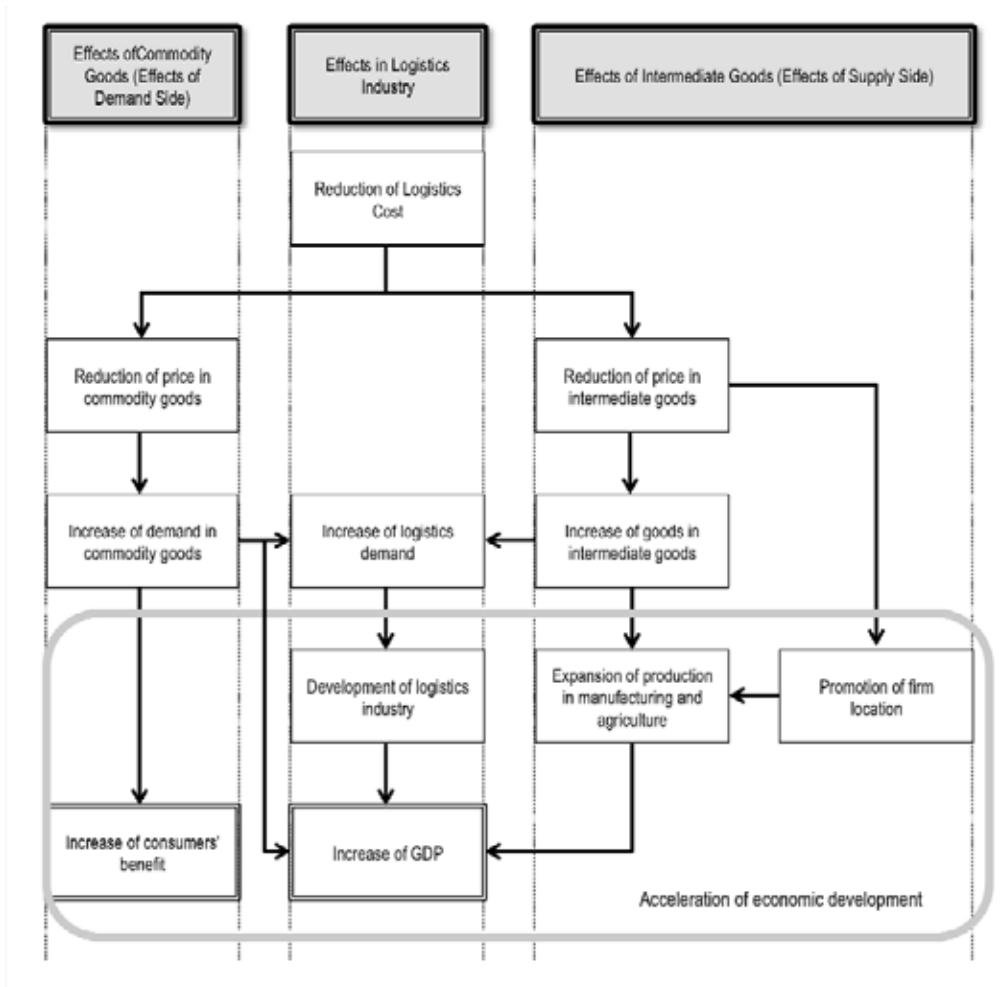 Effects ofCommodity
Goods (Effects of
Demand Side)
Effects in Logistics
Industry
Effects of Intermediate Goods (Effects of Supply Side)
Reduction of Logistics
Cost
Reduction of price in
commodity goods
Reduction of price in
intermediate goods
Increase of demand in
commodity goods
Increase of logistics
demand
Increase of goods in
intermediate goods
Development of logistics
industry
Expansion of production
in manufacturing and
agriculture
Promotion of firm
location
Increase of consumers'
benefit
Increase of GDP
Acceleration of economic development